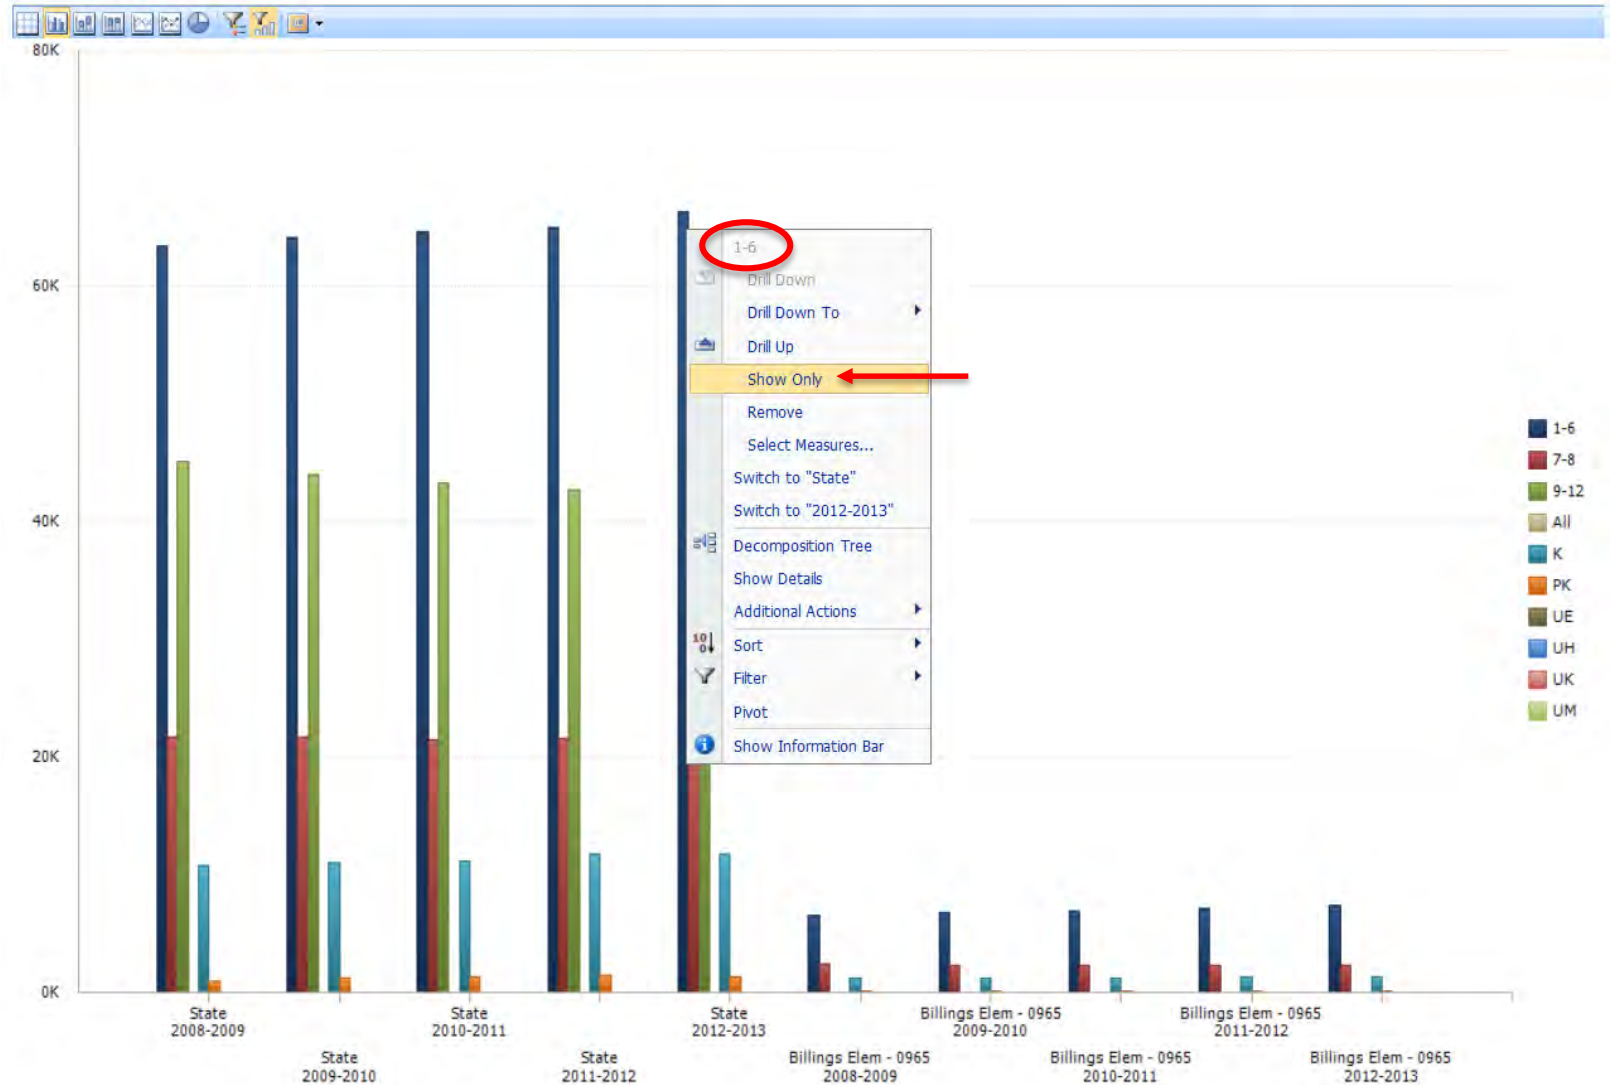 80K
60K
40K
20K
0K
1-6
Drill Down
Drill Down To
Drill Up
Show Only
Remove
Select Measures...
Switch to "State"
Switch to "2012-2013"
Decomposition Tree
Show Details
Additional Actions
Sort
Filter
Pivot
Show Information Bar
1-6
7-8
9-12
All
K
PK
UE
UH
UK
UM
State
2008-2009
State
2009-2010
State
2010-2011
State
2011-2012
State
2012-2013
Billings Elem - 0965
2008-2009
Billings Elem - 0965
2009-2010
Billings Elem - 0965
2010-2011
Billings Elem - 0965
2011-2012
Billings Elem - 0965
2012-2013